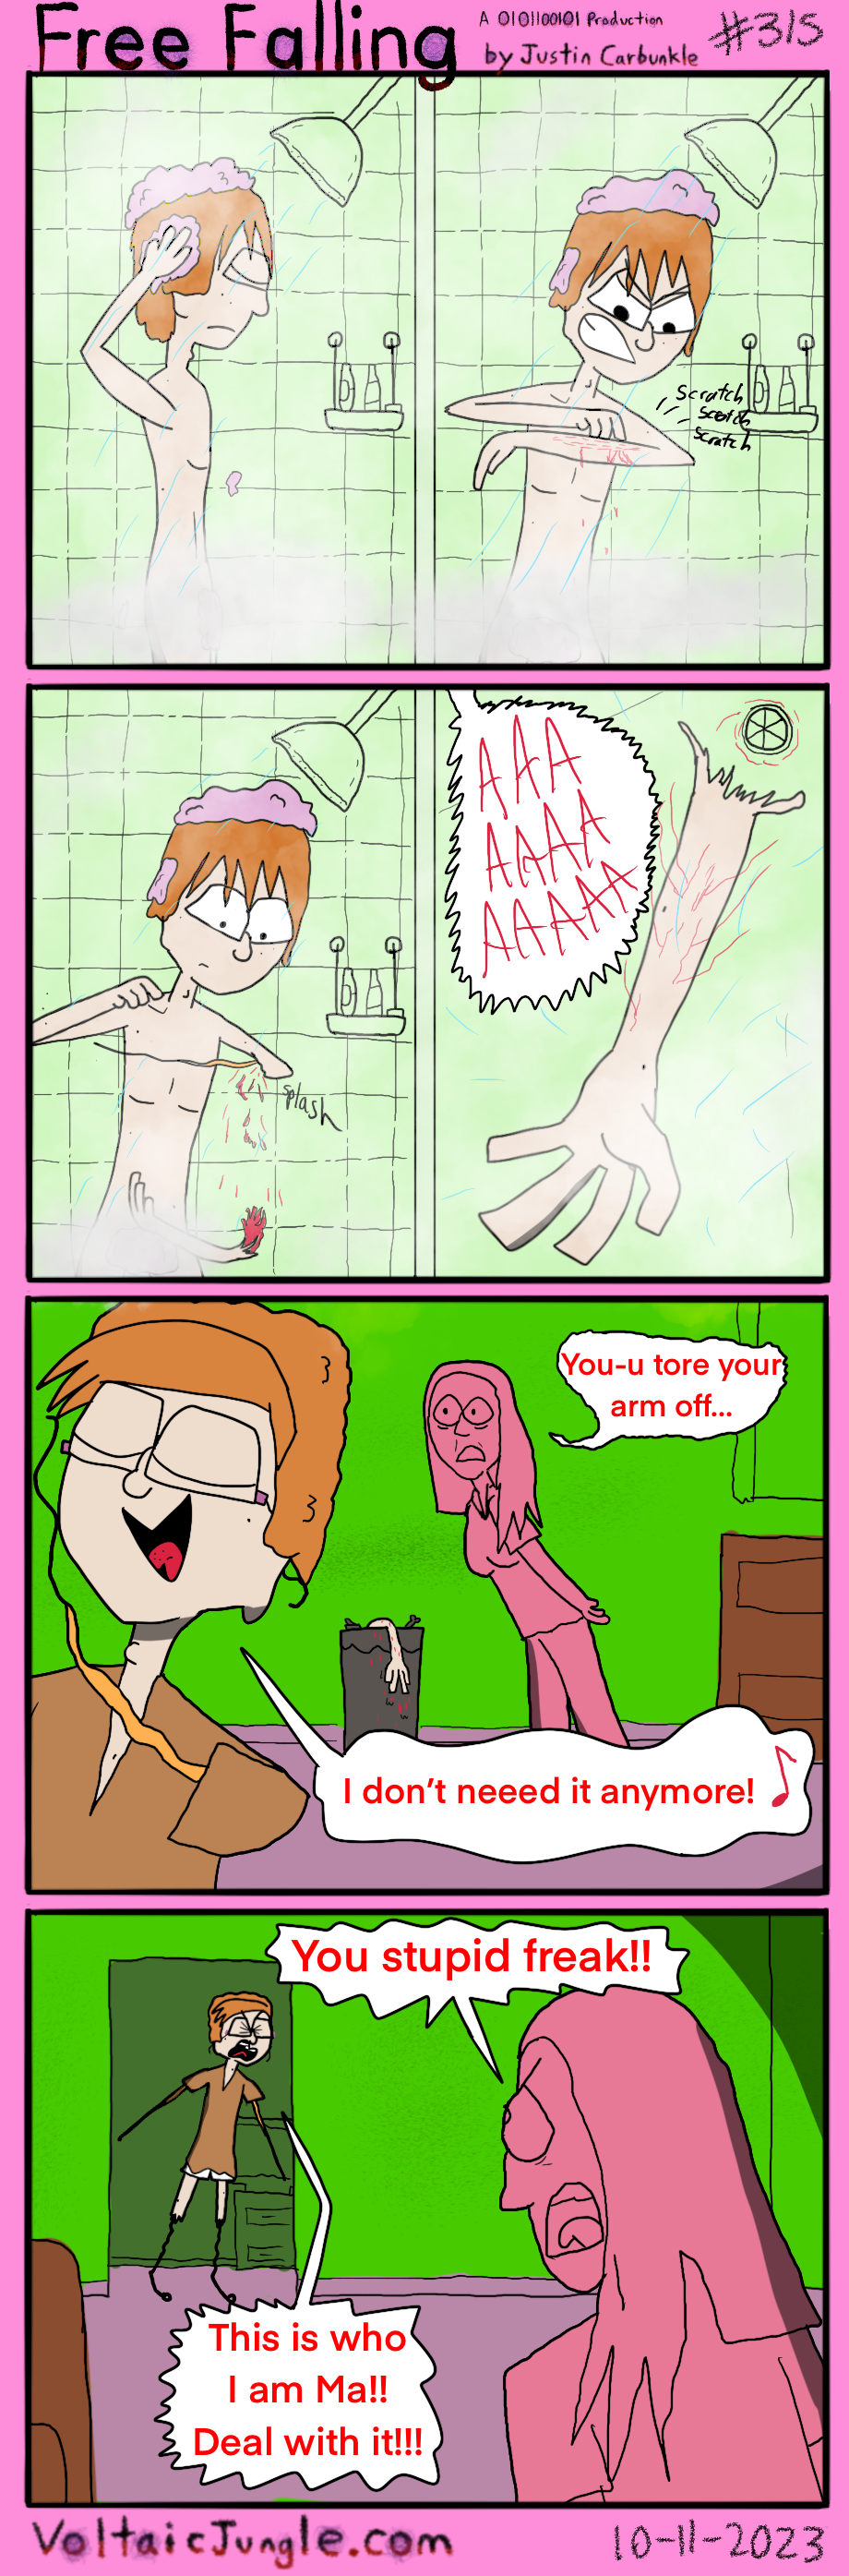 Free Falling
A 0101100101 Production
by Justin Carbunkle
#315
Scratch
Scratch
Scratch
splash
AAA
AAAA
AAAAA
You-u tore your
arm off...
I don't neeed it anymore!
You stupid freak!!
This is who
I am Ma!!
Deal with it!!!
VoltaicJungle.com
10-11-2023